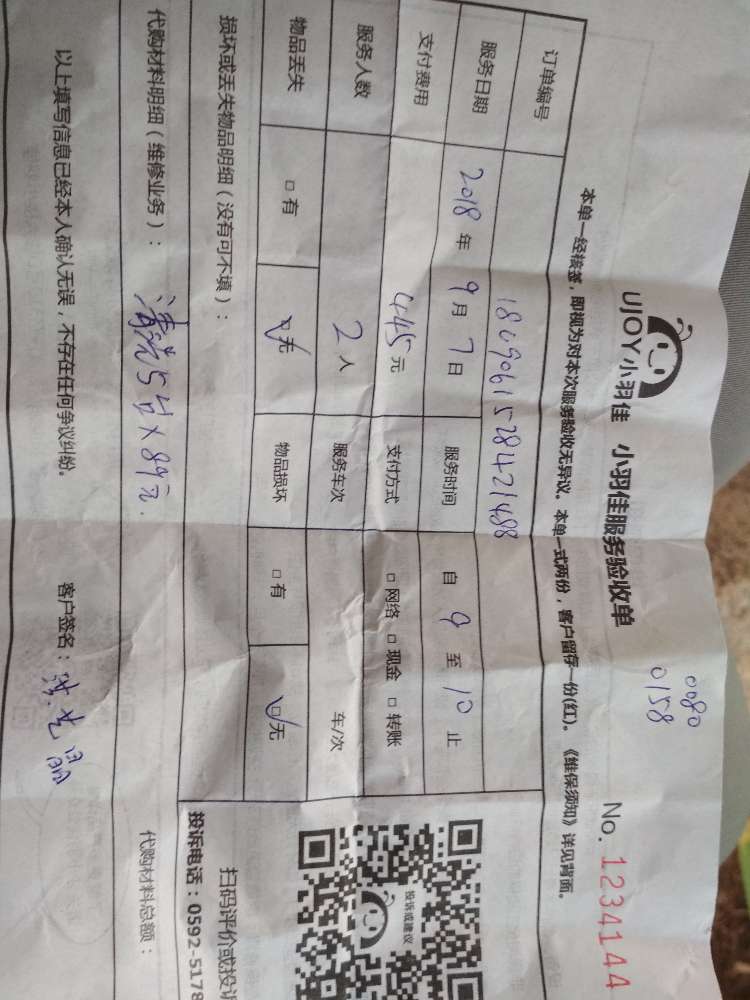 UJOY小羽佳 小羽佳服务验收单
0080
0158
No. 1234144
本单一经核签，即视为对本次服务验收无异议。本单一式两份，客户留存一份(红)。《维保须知》详见背面。
订单编号 1809061528421488
服务日期 2018 年 9 月 7 日 服务时间 自 9 至 10 止
支付费用 445 元 支付方式 □ 网络 □ 现金 □ 转账
服务人数 2 人 服务车次 车/次
物品丢失 □ 有 □ 无 物品损坏 □ 有 □ 无
损坏或丢失物品明细（没有可不填）：
投诉或建议
扫码评价或投诉
投诉电话：0592-5178
代购材料明细（维修业务）： 清洗5台×89元. 代购材料总额：
以上填写信息已经本人确认无误，不存在任何争议纠纷。 客户签名：